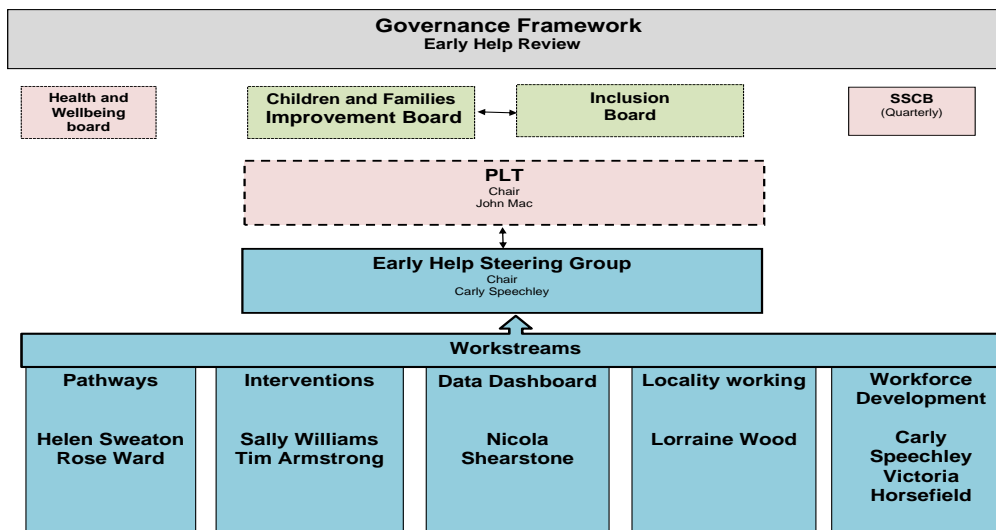 Governance Framework
Early Help Review
Health and
Wellbeing
board
Children and Families
Improvement Board
Inclusion
Board
SSCB
(Quarterly)
PLT
Chair
John Mac
Early Help Steering Group
Chair
Carly Speechley
Workstreams
Pathways
Helen Sweaton
Rose Ward
Interventions
Sally Williams
Tim Armstrong
Data Dashboard
Nicola
Shearstone
Locality working
Lorraine Wood
Workforce
Development
Carly
Speechley
Victoria
Horsefield